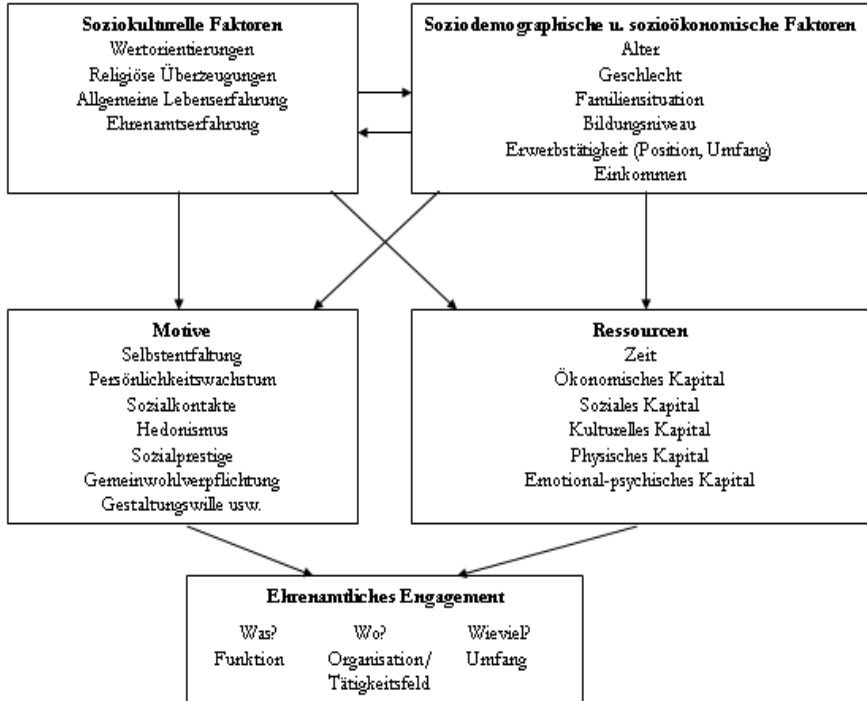 Soziokulturelle Faktoren
Wertorientierungen
Religiöse Überzeugungen
Allgemeine Lebenserfahrung
Ehrenamtserfahrung
Soziodemographische u. sozioökonomische Faktoren
Alter
Geschlecht
Familiensituation
Bildungsniveau
Erwerbstätigkeit (Position, Umfang)
Einkommen
Motive
Selbstentfaltung
Persönlichkeitswachstum
Sozialkontakte
Hedonismus
Sozialprestige
Gemeinwohlverpflichtung
Gestaltungswille usw.
Ressourcen
Zeit
Ökonomisches Kapital
Soziales Kapital
Kulturelles Kapital
Physisches Kapital
Emotional-psychisches Kapital
Ehrenamtliches Engagement
Was? Wo? Wieviel?
Funktion Organisation/ Umfang
Tätigkeitsfeld